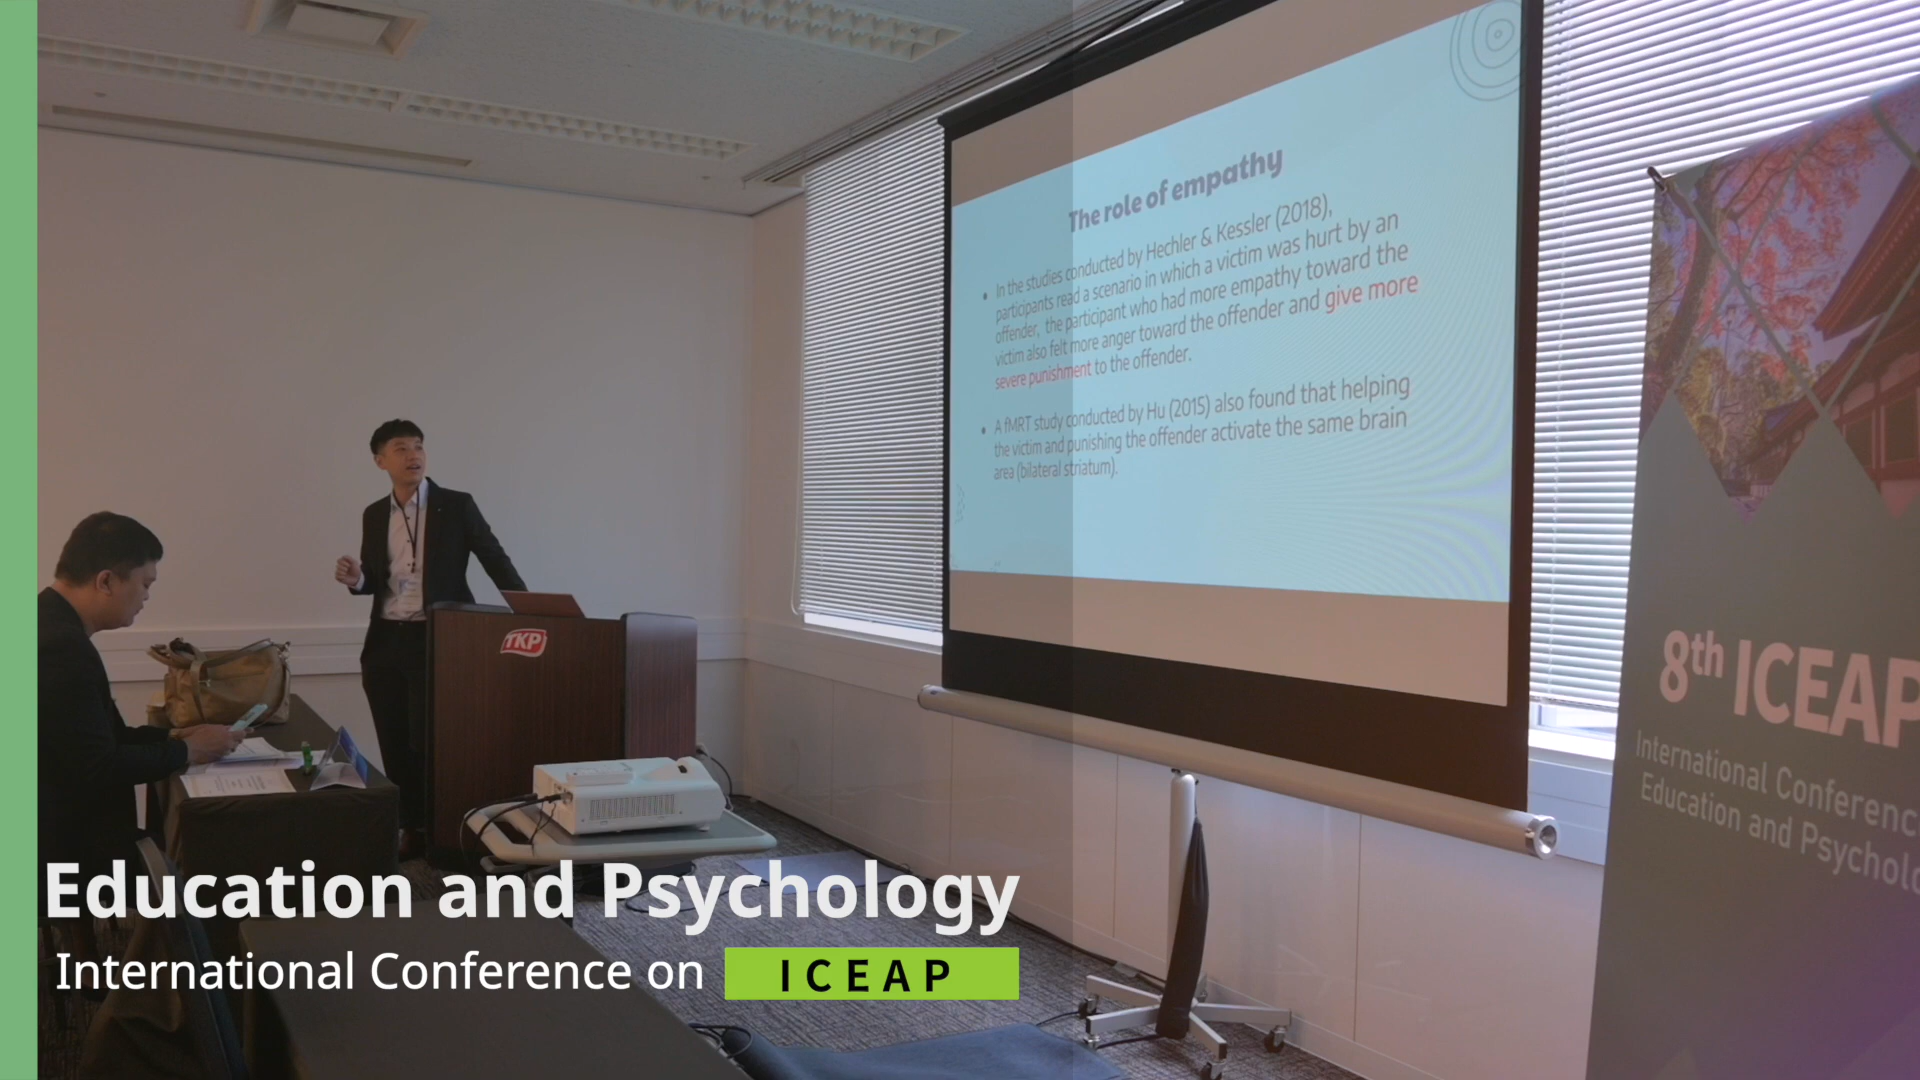 The role of empathy
• In the studies conducted by Hechler & Kessler (2018),
participants read a scenario in which a victim was hurt by an
offender, the participant who had more empathy toward the
victim also felt more anger toward the offender and give more
severe punishment to the offender.
• A fMRT study conducted by Hu (2015) also found that helping
the victim and punishing the offender activate the same brain
area (bilateral striatum).
TKP
8th ICEAP
International Conferenc
Education and Psycholo
Education and Psychology
International Conference on ICEAP